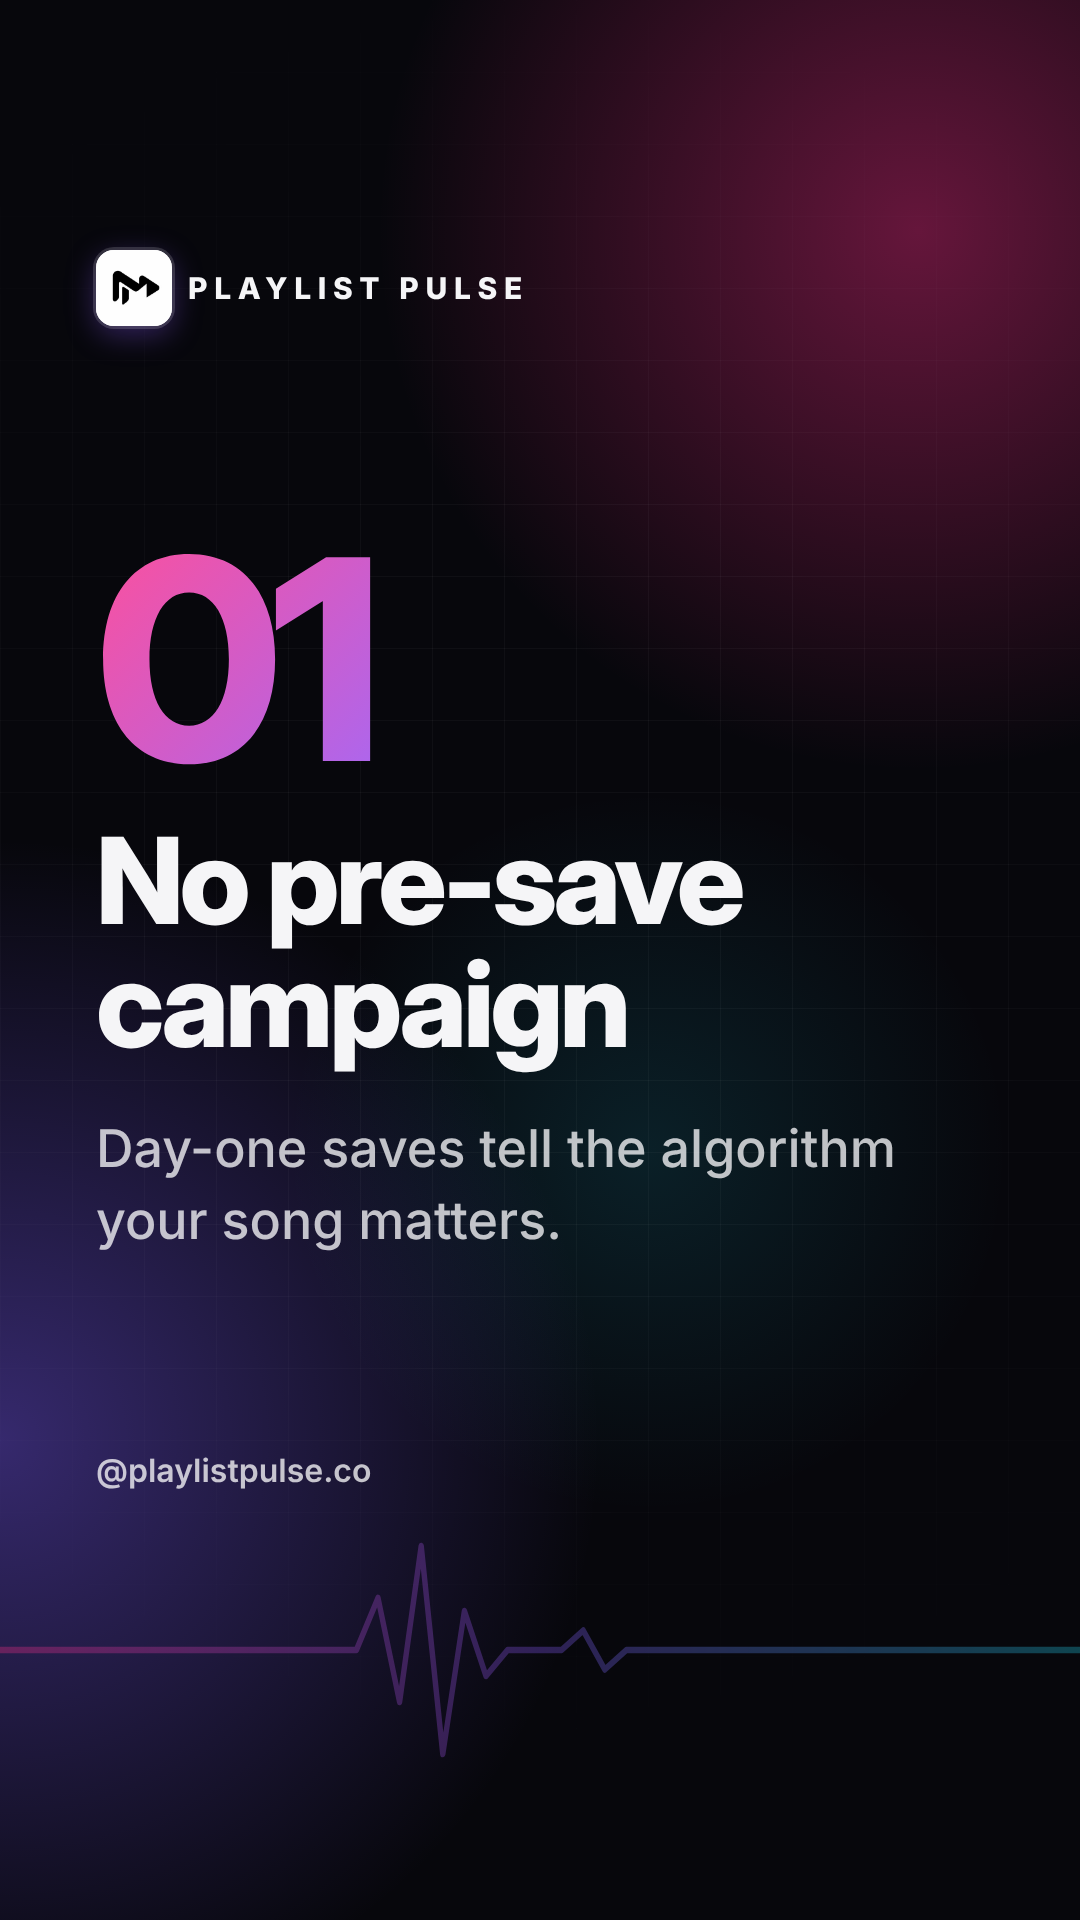 PLAYLIST PULSE
01
No pre-save
campaign
Day-one saves tell the algorithm
your song matters.
@playlistpulse.co